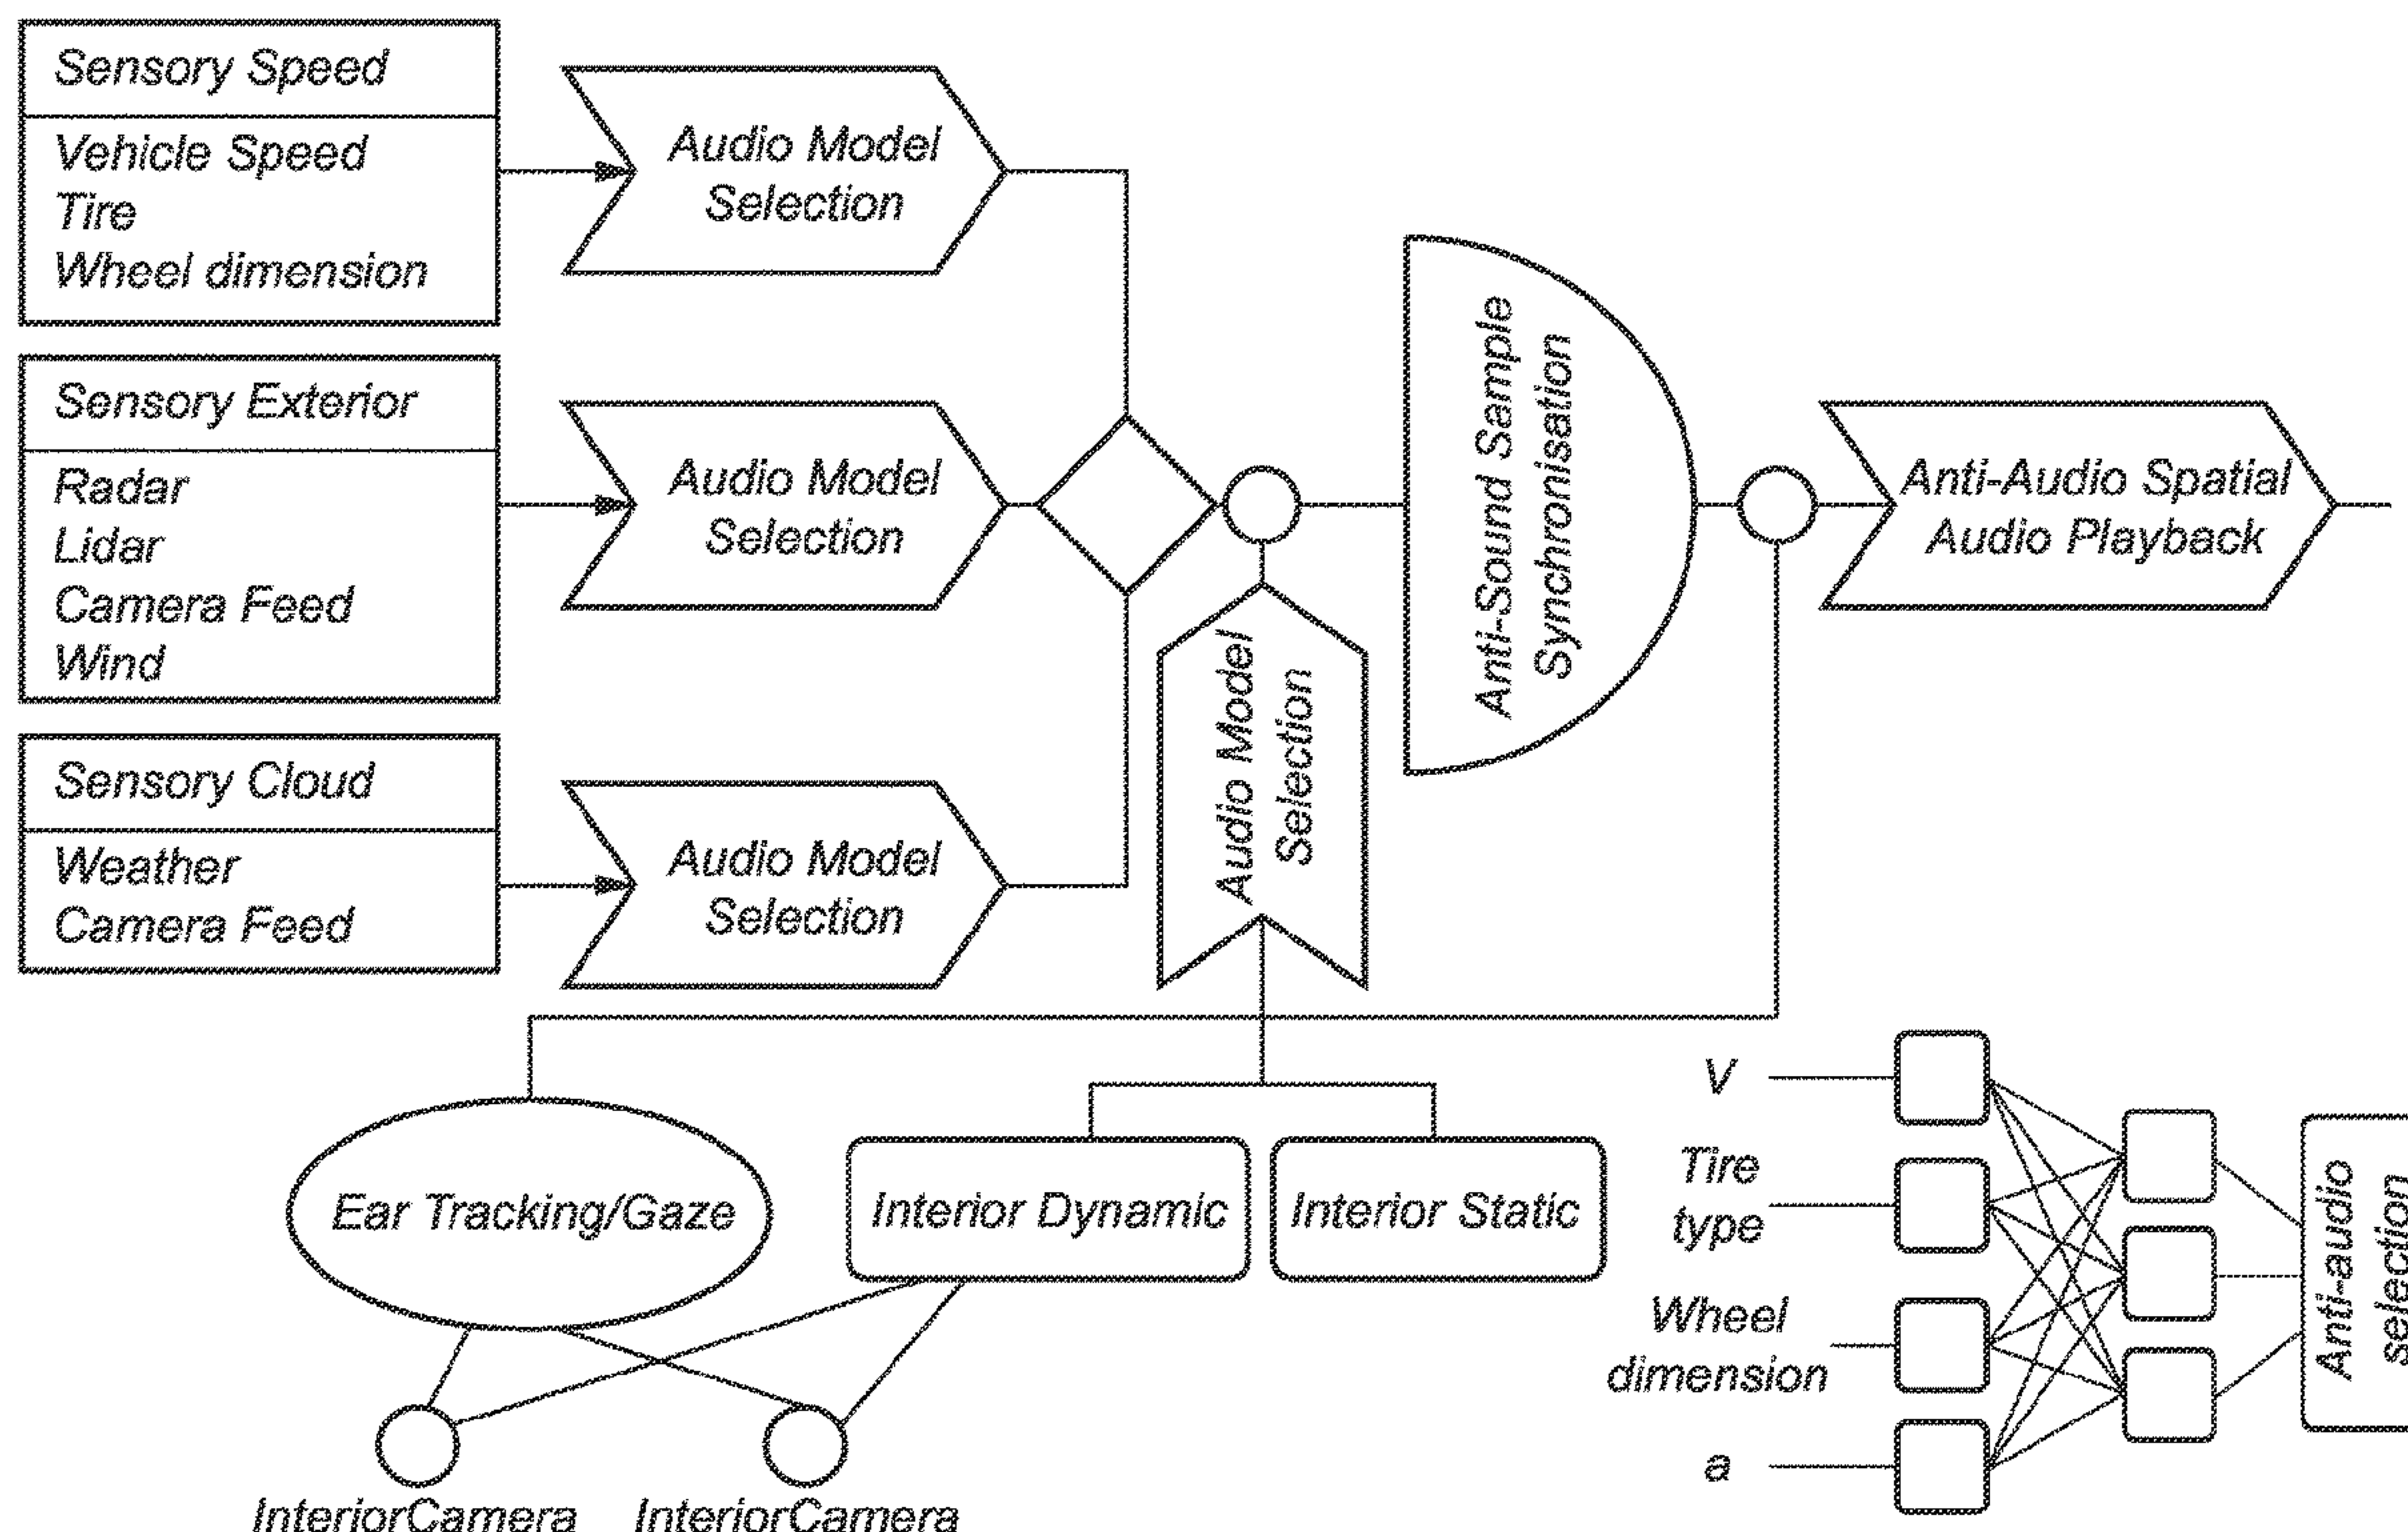 Sensory Speed
Vehicle Speed
Tire
Wheel dimension
Audio Model
Selection
Sensory Exterior
Radar
Lidar
Camera Feed
Wind
Audio Model
Selection
Sensory Cloud
Weather
Camera Feed
Audio Model
Selection
Audio Model
Selection
Anti-Sound Sample
Synchronisation
Anti-Audio Spatial
Audio Playback
Ear Tracking/Gaze
Interior Dynamic
Interior Static
InteriorCamera
InteriorCamera
V
Tire
type
Wheel
dimension
a
Anti-audio
selection